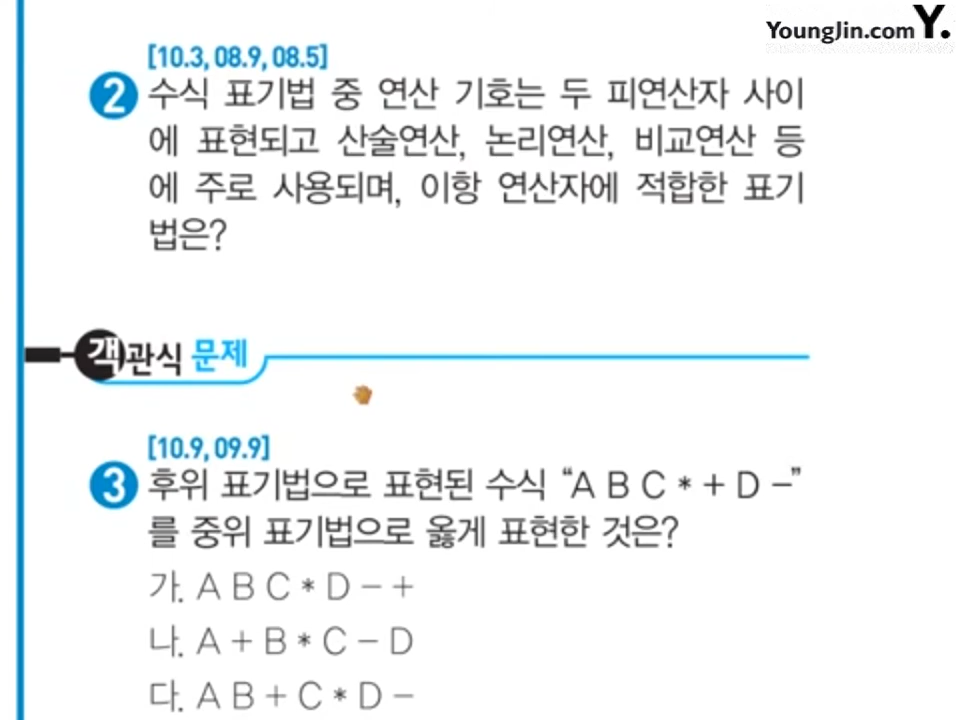 YoungJin.com Y.
[10.3, 08.9, 08.5]
2 수식 표기법 중 연산 기호는 두 피연산자 사이
에 표현되고 산술연산, 논리연산, 비교연산 등
에 주로 사용되며, 이항 연산자에 적합한 표기
법은?
객관식 문제
[10.9, 09.9]
3 후위 표기법으로 표현된 수식 “A B C * + D −”
를 중위 표기법으로 옳게 표현한 것은?
가. A B C * D − +
나. A + B * C − D
다. A B + C * D −